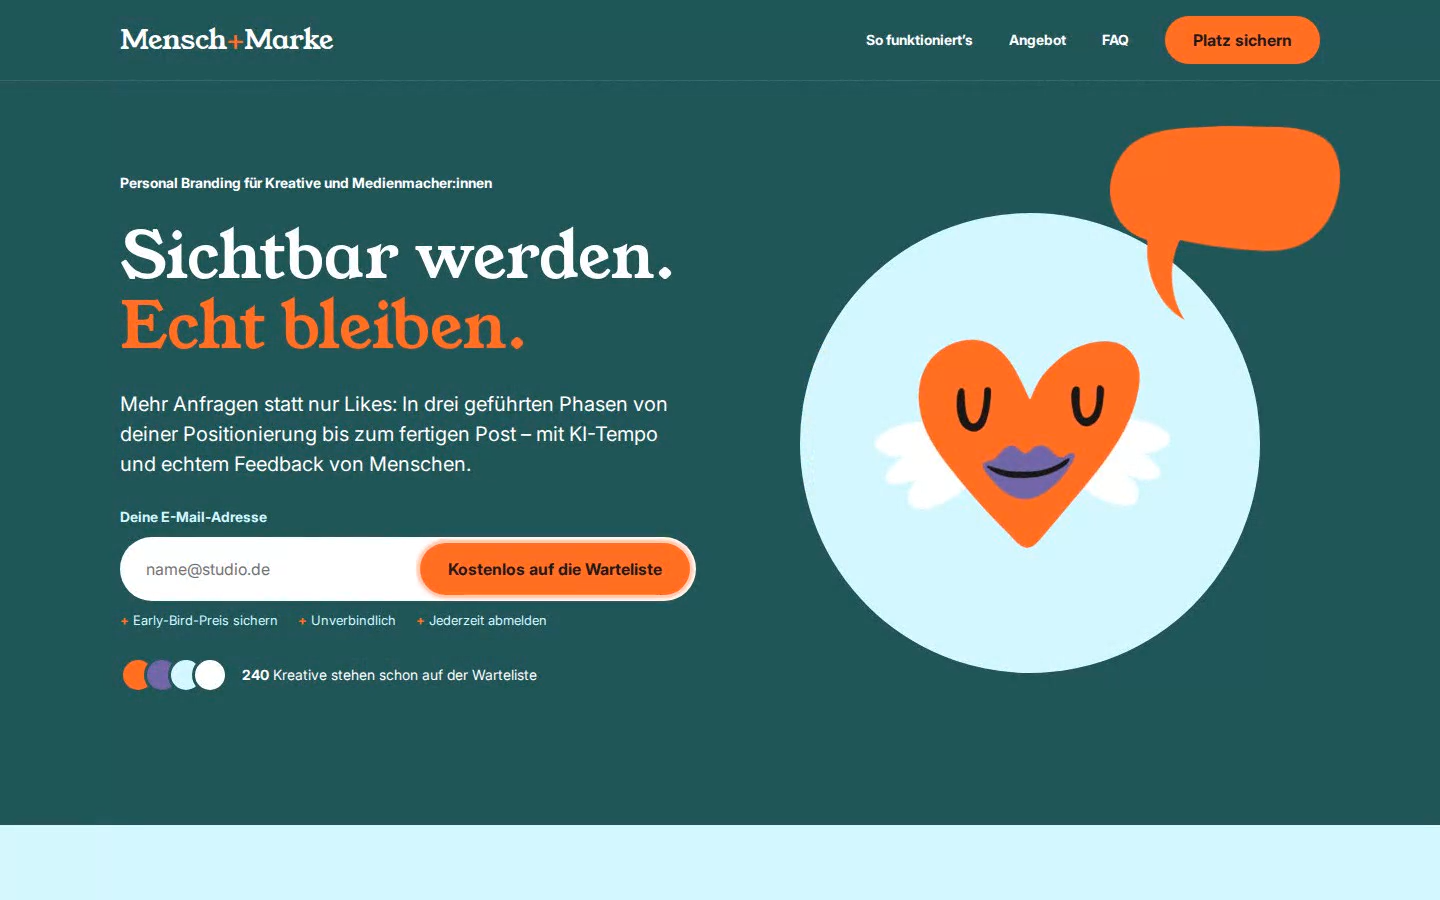 Mensch+Marke
So funktioniert's
Angebot
FAQ
Platz sichern
Personal Branding für Kreative und Medienmacher:innen
Sichtbar werden.
Echt bleiben.
Mehr Anfragen statt nur Likes: In drei geführten Phasen von
deiner Positionierung bis zum fertigen Post – mit KI-Tempo
und echtem Feedback von Menschen.
Deine E-Mail-Adresse
name@studio.de
Kostenlos auf die Warteliste
+ Early-Bird-Preis sichern
+ Unverbindlich
+ Jederzeit abmelden
240 Kreative stehen schon auf der Warteliste